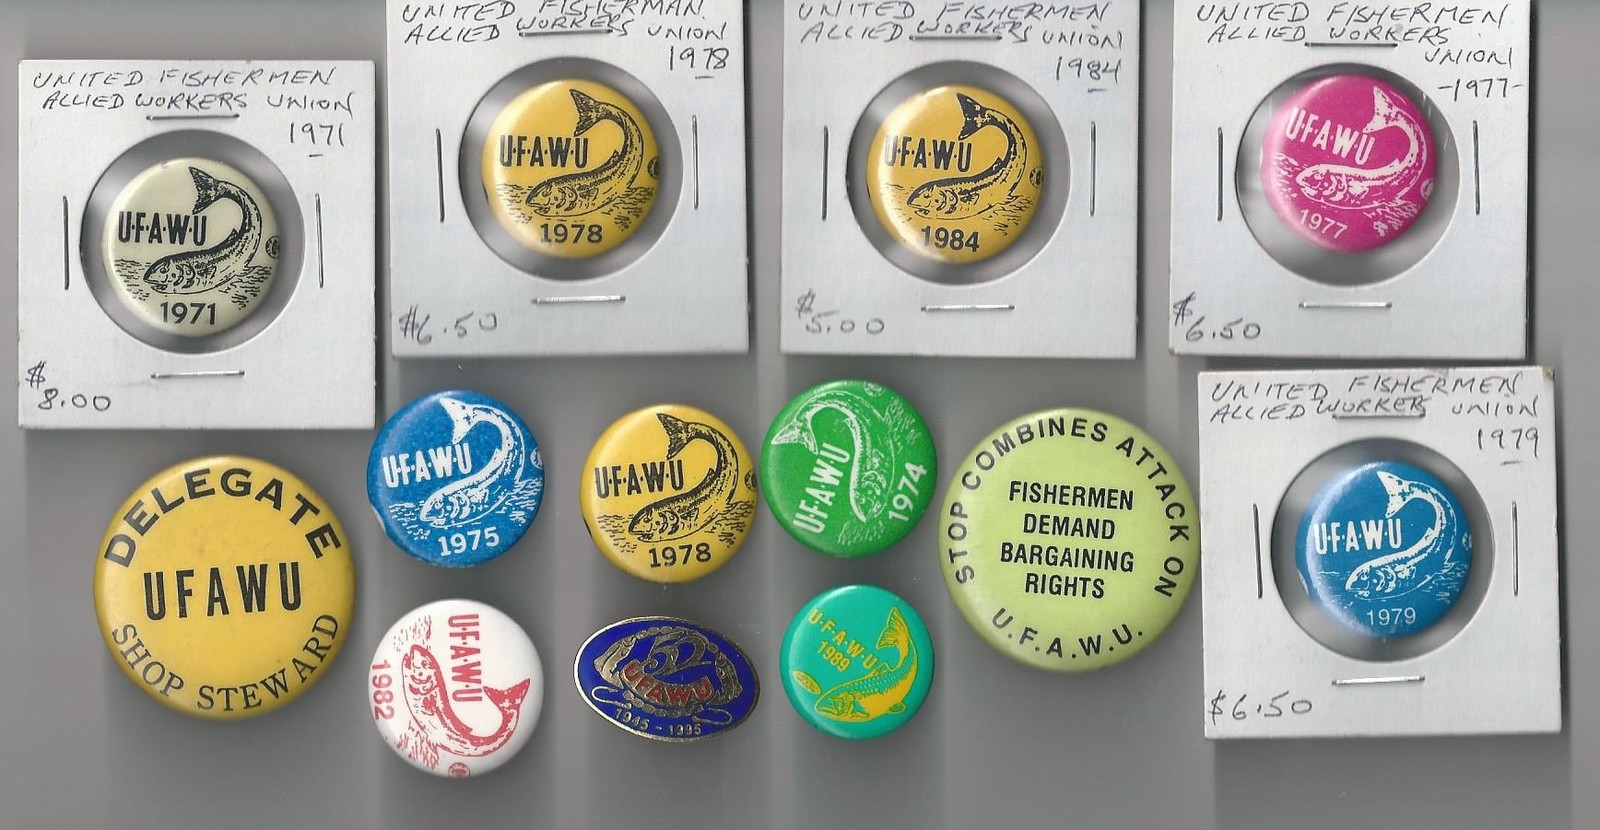 UNITED FISHERMEN
ALLIED WORKERS UNION
1971
U·F·A·W·U
1971
$
8.00
UNITED FISHERMAN
ALLIED WORKERS UNION
1978
U·F·A·W·U
1978
$6.50
UNITED FISHERMEN
ALLIED WORKERS UNION
1984
U·F·A·W·U
1984
$
5.00
UNITED FISHERMEN
ALLIED WORKERS
UNION
-1977-
U·F·A·W·U
1977
$
6.50
DELEGATE
UFAWU
SHOP STEWARD
U·F·A·W·U
1975
U·F·A·W·U
1978
U·F·A·W·U
1974
STOP COMBINES ATTACK ON
FISHERMEN
DEMAND
BARGAINING
RIGHTS
U.F.A.W.U.
UNITED FISHERMEN
ALLIED WORKERS UNION
1979
U·F·A·W·U
1979
$6.50
U·F·A·W·U
1982
50
UFAWU
1945-1995
U·F·A·W·U
1989